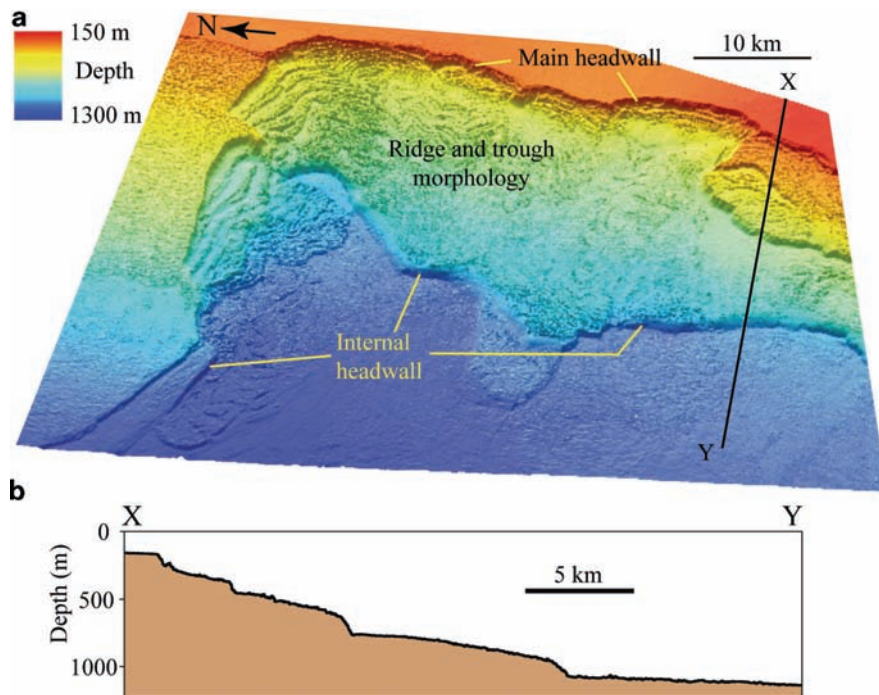 a
150 m
Depth
1300 m
N
10 km
Main headwall
X
Ridge and trough
morphology
Internal
headwall
Y
b
X
Y
0
500
1000
Depth (m)
5 km